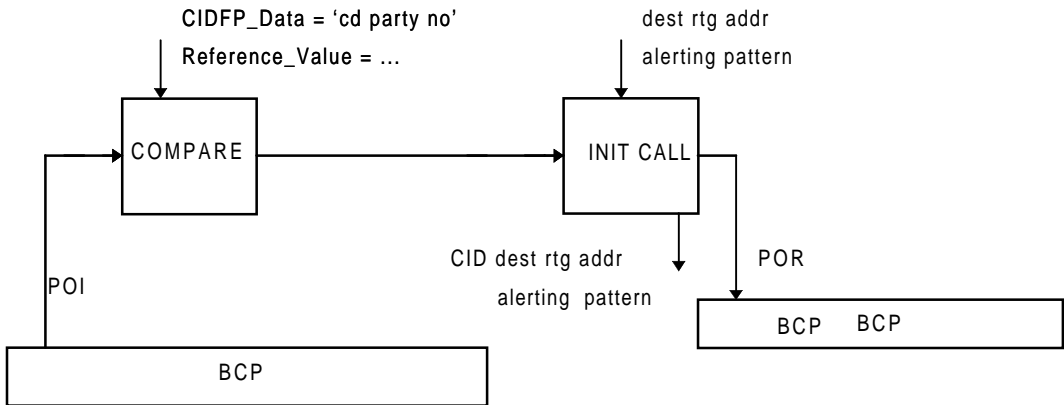 CIDFP_Data = ‘cd party no’
Reference_Value = ...
dest rtg addr
alerting pattern
COMPARE
INIT CALL
CID dest rtg addr
alerting pattern
POR
POI
BCP BCP
BCP